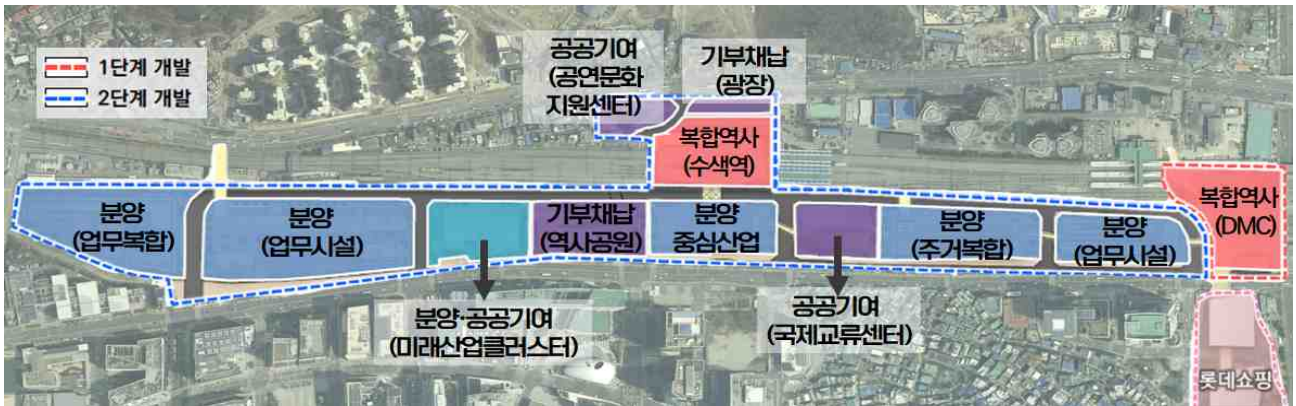 1단계 개발
2단계 개발
공공기여
(공연문화
지원센터)
기부채납
(광장)
복합역사
(수색역)
복합역사
(DMC)
분양
(업무복합)
분양
(업무시설)
기부채납
(역사공원)
분양
중심산업
분양
(주거복합)
분양
(업무시설)
분양·공공기여
(미래산업클러스터)
공공기여
(국제교류센터)
롯데쇼핑